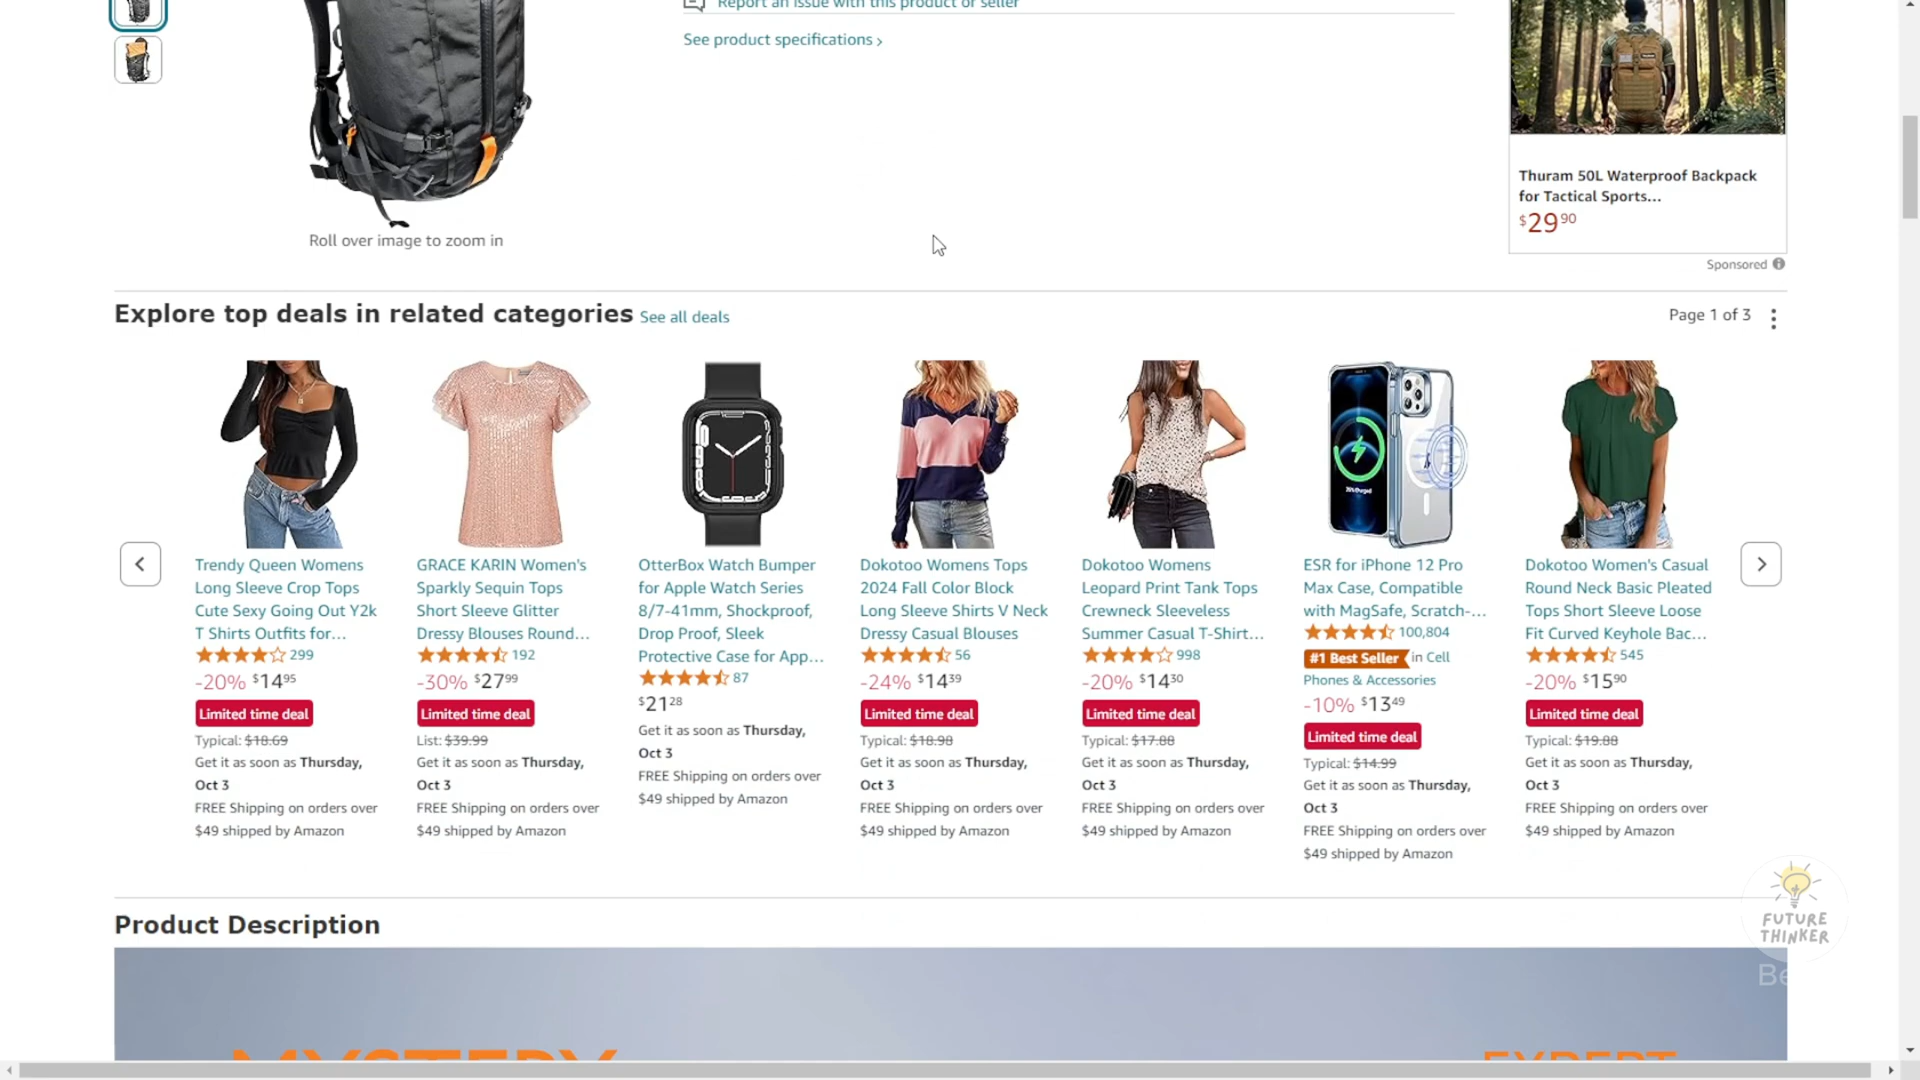 Report an issue with this product or seller
See product specifications ›
Roll over image to zoom in
Thuram 50L Waterproof Backpack
for Tactical Sports...
$29 90
Sponsored
Explore top deals in related categories See all deals
Page 1 of 3
Trendy Queen Womens
Long Sleeve Crop Tops
Cute Sexy Going Out Y2k
T Shirts Outfits for...
299
-20% $14 95
Limited time deal
Typical: $18.69
Get it as soon as Thursday,
Oct 3
FREE Shipping on orders over
$49 shipped by Amazon
GRACE KARIN Women's
Sparkly Sequin Tops
Short Sleeve Glitter
Dressy Blouses Round...
192
-30% $27 99
Limited time deal
List: $39.99
Get it as soon as Thursday,
Oct 3
FREE Shipping on orders over
$49 shipped by Amazon
OtterBox Watch Bumper
for Apple Watch Series
8/7-41mm, Shockproof,
Drop Proof, Sleek
Protective Case for App...
87
$21 28
Get it as soon as Thursday,
Oct 3
FREE Shipping on orders over
$49 shipped by Amazon
Dokotoo Womens Tops
2024 Fall Color Block
Long Sleeve Shirts V Neck
Dressy Casual Blouses
56
-24% $14 39
Limited time deal
Typical: $18.98
Get it as soon as Thursday,
Oct 3
FREE Shipping on orders over
$49 shipped by Amazon
Dokotoo Womens
Leopard Print Tank Tops
Crewneck Sleeveless
Summer Casual T-Shirt...
998
-20% $14 30
Limited time deal
Typical: $17.88
Get it as soon as Thursday,
Oct 3
FREE Shipping on orders over
$49 shipped by Amazon
ESR for iPhone 12 Pro
Max Case, Compatible
with MagSafe, Scratch-...
100,804
#1 Best Seller in Cell
Phones & Accessories
-10% $13 49
Limited time deal
Typical: $14.99
Get it as soon as Thursday,
Oct 3
FREE Shipping on orders over
$49 shipped by Amazon
Dokotoo Women's Casual
Round Neck Basic Pleated
Tops Short Sleeve Loose
Fit Curved Keyhole Bac...
545
-20% $15 90
Limited time deal
Typical: $19.88
Get it as soon as Thursday,
Oct 3
FREE Shipping on orders over
$49 shipped by Amazon
Product Description
FUTURE
THINKER
Be
MYSTERY
EXPERT